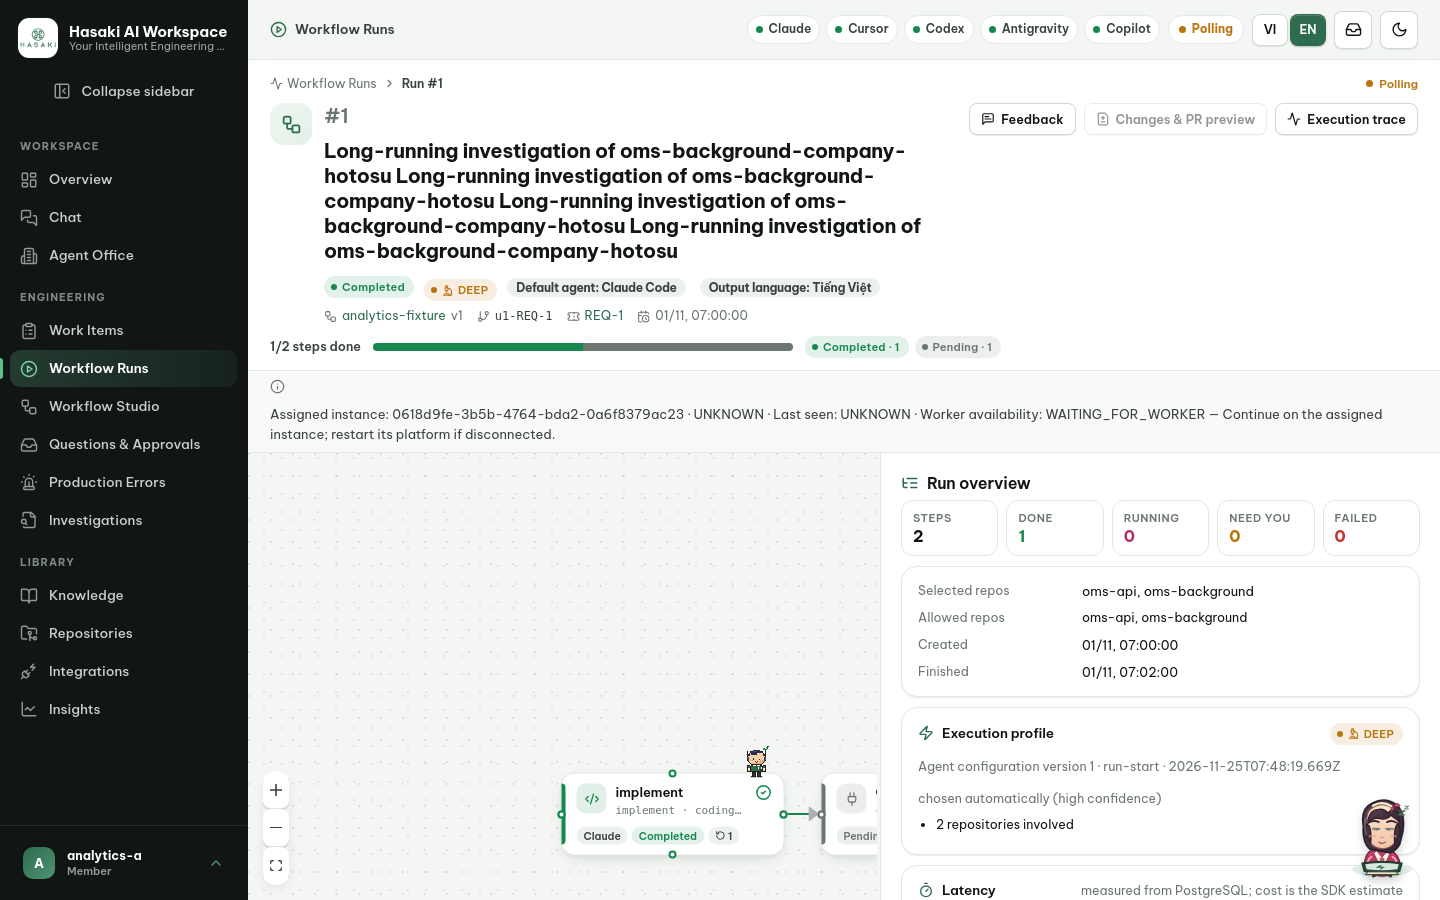 Hasaki AI Workspace
Your Intelligent Engineering ...
HASAKI
Collapse sidebar
WORKSPACE
Overview
Chat
Agent Office
ENGINEERING
Work Items
Workflow Runs
Workflow Studio
Questions & Approvals
Production Errors
Investigations
LIBRARY
Knowledge
Repositories
Integrations
Insights
A
analytics-a
Member
Workflow Runs
Claude
Cursor
Codex
Antigravity
Copilot
Polling
VI
EN
Workflow Runs > Run #1
Polling
#1
Feedback
Changes & PR preview
Execution trace
Long-running investigation of oms-background-company-
hotosu Long-running investigation of oms-background-
company-hotosu Long-running investigation of oms-
background-company-hotosu Long-running investigation of
oms-background-company-hotosu
Completed
DEEP
Default agent: Claude Code
Output language: Tiếng Việt
analytics-fixture v1
u1-REQ-1
REQ-1
01/11, 07:00:00
1/2 steps done
Completed · 1
Pending · 1
Assigned instance: 0618d9fe-3b5b-4764-bda2-0a6f8379ac23 · UNKNOWN · Last seen: UNKNOWN · Worker availability: WAITING_FOR_WORKER — Continue on the assigned
instance; restart its platform if disconnected.
implement
implement · coding…
Claude
Completed
1
Pendin
Run overview
STEPS
2
DONE
1
RUNNING
0
NEED YOU
0
FAILED
0
Selected repos
oms-api, oms-background
Allowed repos
oms-api, oms-background
Created
01/11, 07:00:00
Finished
01/11, 07:02:00
Execution profile
DEEP
Agent configuration version 1 · run-start · 2026-11-25T07:48:19.669Z
chosen automatically (high confidence)
• 2 repositories involved
Latency
measured from PostgreSQL; cost is the SDK estimate